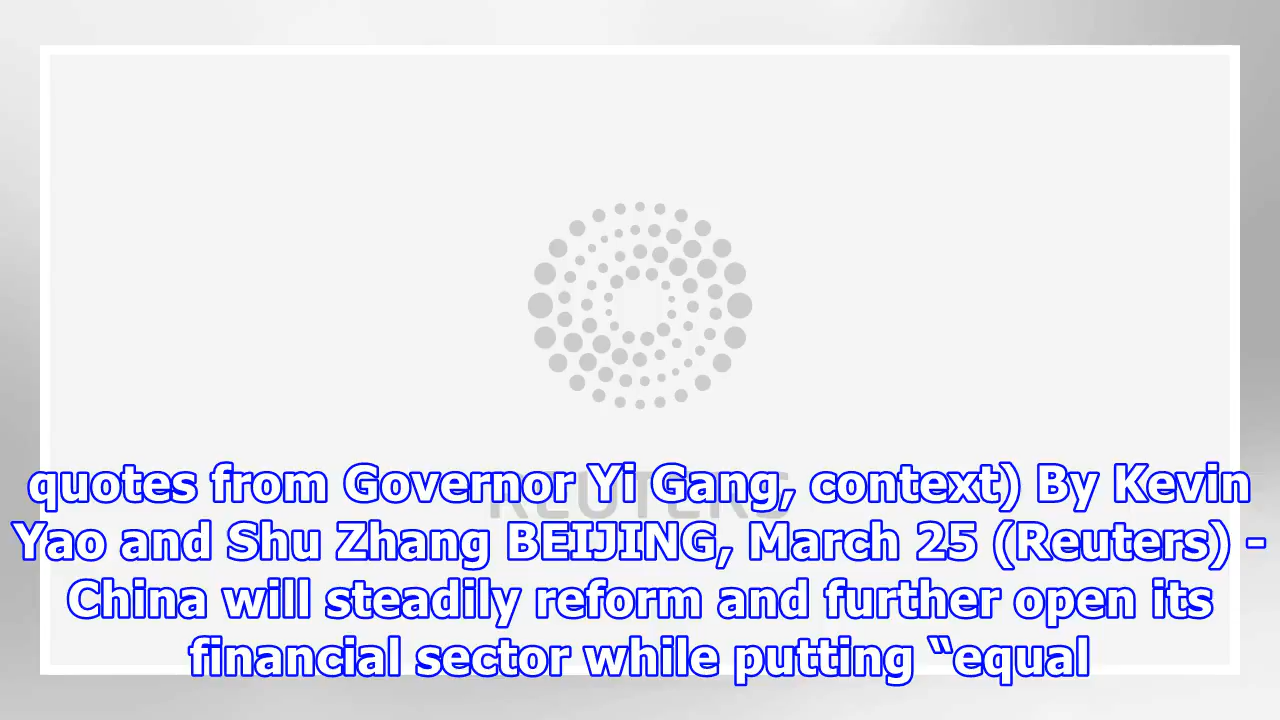 quotes from Governor Yi Gang, context) By Kevin
REUTERS
Yao and Shu Zhang BEIJING, March 25 (Reuters) -
China will steadily reform and further open its
financial sector while putting “equal